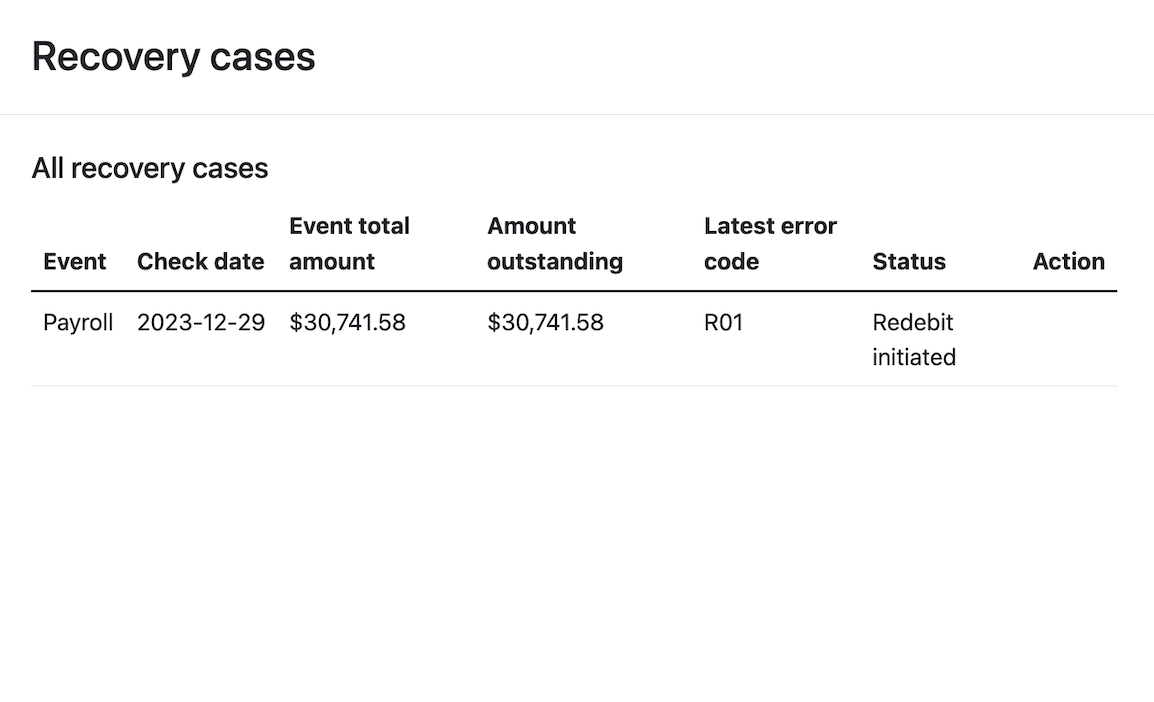 Recovery cases
All recovery cases
Event Check date Event total amount Amount outstanding Latest error code Status Action
Payroll 2023-12-29 $30,741.58 $30,741.58 R01 Redebit initiated